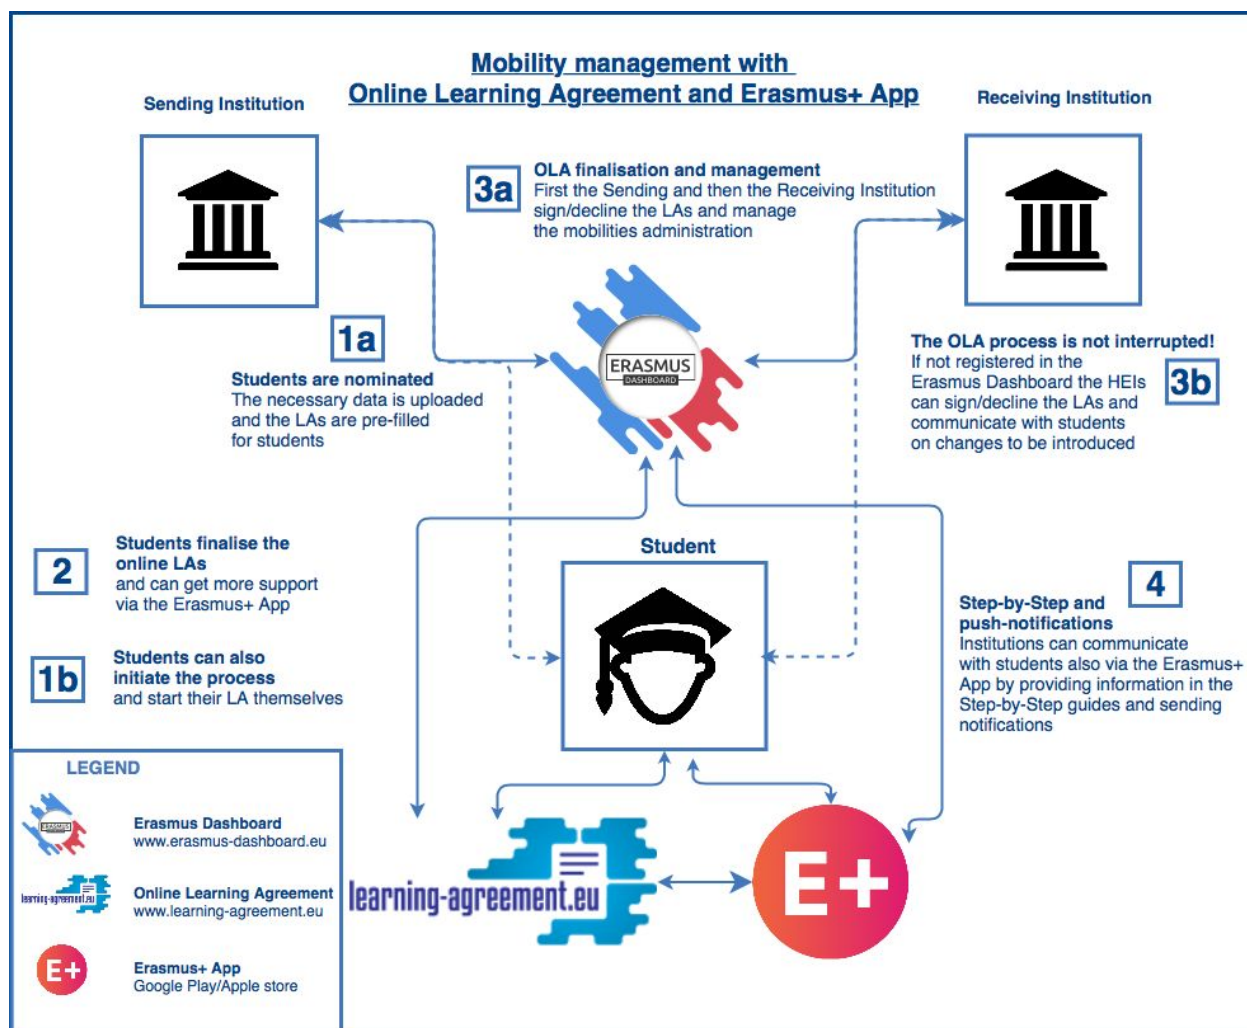 Mobility management with
Online Learning Agreement and Erasmus+ App
Sending Institution
Receiving Institution
3a
OLA finalisation and management
First the Sending and then the Receiving Institution
sign/decline the LAs and manage
the mobilities administration
1a
Students are nominated
The necessary data is uploaded
and the LAs are pre-filled
for students
ERASMUS
DASHBOARD
The OLA process is not interrupted!
If not registered in the
Erasmus Dashboard the HEIs
can sign/decline the LAs and
communicate with students
on changes to be introduced
3b
2
Students finalise the
online LAs
and can get more support
via the Erasmus+ App
1b
Students can also
initiate the process
and start their LA themselves
Student
4
Step-by-Step and
push-notifications
Institutions can communicate
with students also via the Erasmus+
App by providing information in the
Step-by-Step guides and sending
notifications
LEGEND
ERASMUS
Erasmus Dashboard
www.erasmus-dashboard.eu
learning-agreement.eu
Online Learning Agreement
www.learning-agreement.eu
E+
Erasmus+ App
Google Play/Apple store
learning-agreement.eu
E+